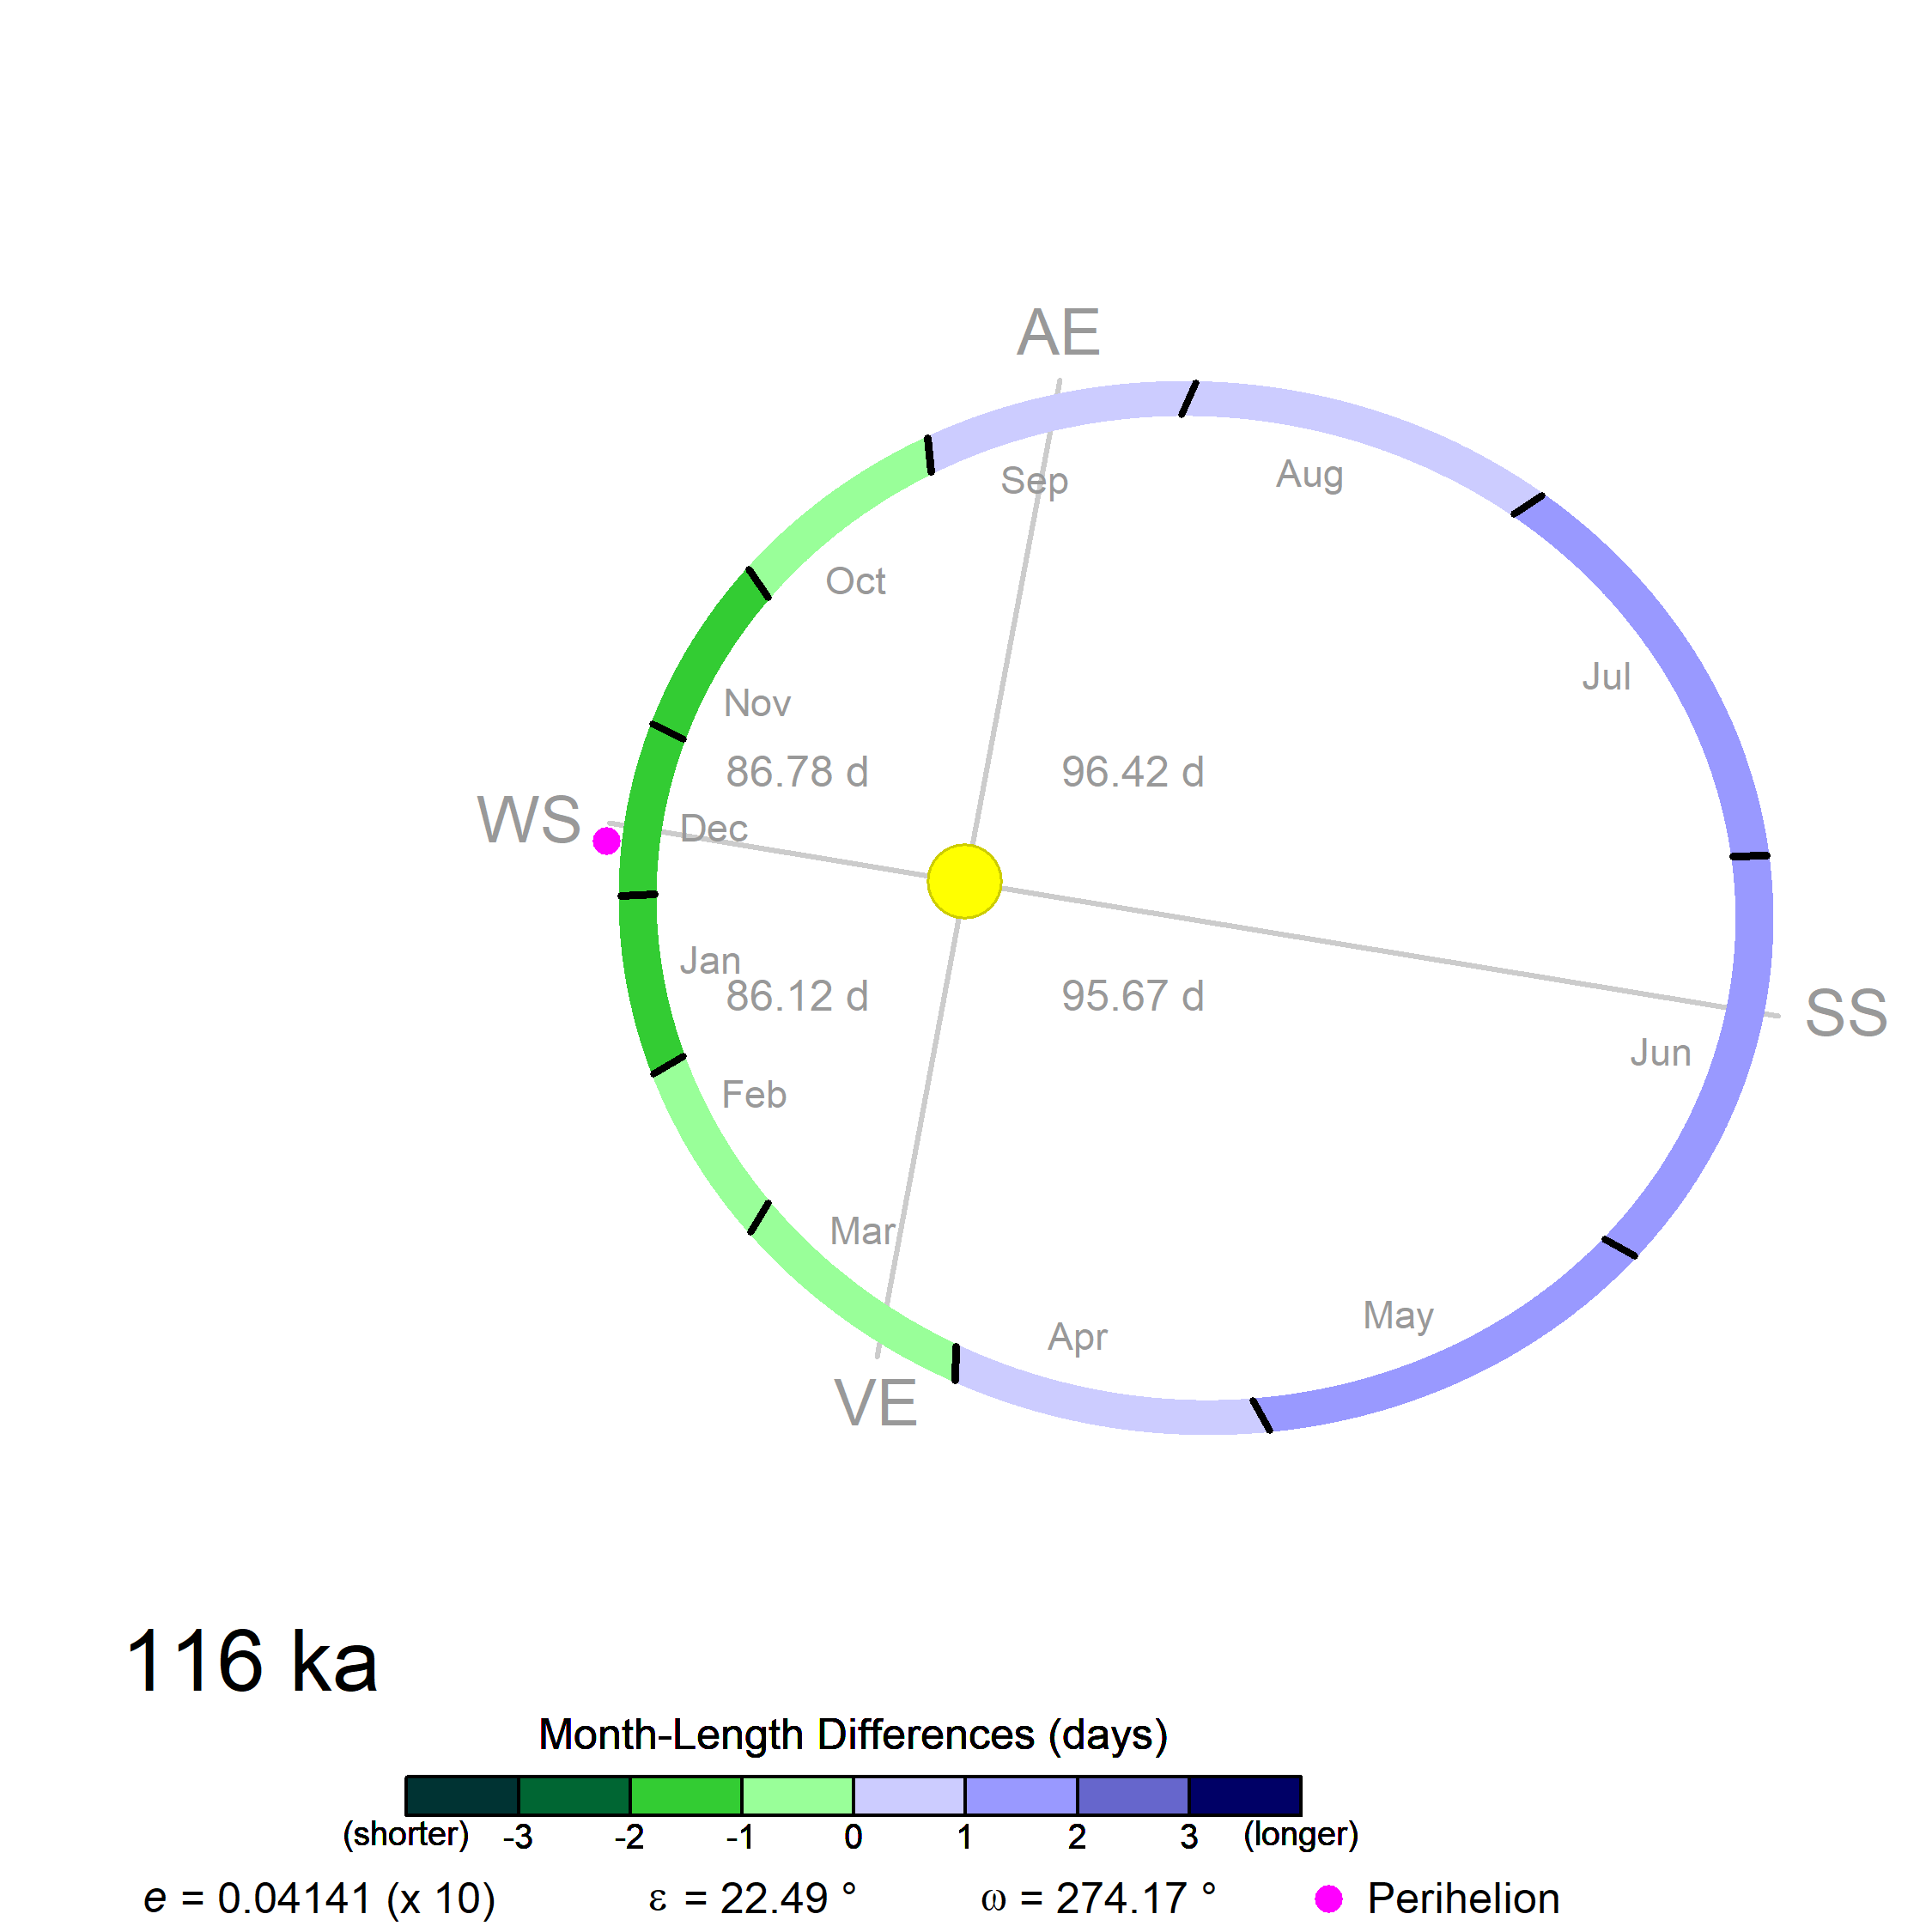 AE
Sep
Aug
Oct
Jul
Nov
86.78 d
96.42 d
WS
Dec
Jan
86.12 d
95.67 d
SS
Jun
Feb
Mar
Apr
May
VE
116 ka
Month-Length Differences (days)
(shorter) -3 -2 -1 0 1 2 3 (longer)
e = 0.04141 (x 10) ε = 22.49 ° ω = 274.17 ° Perihelion